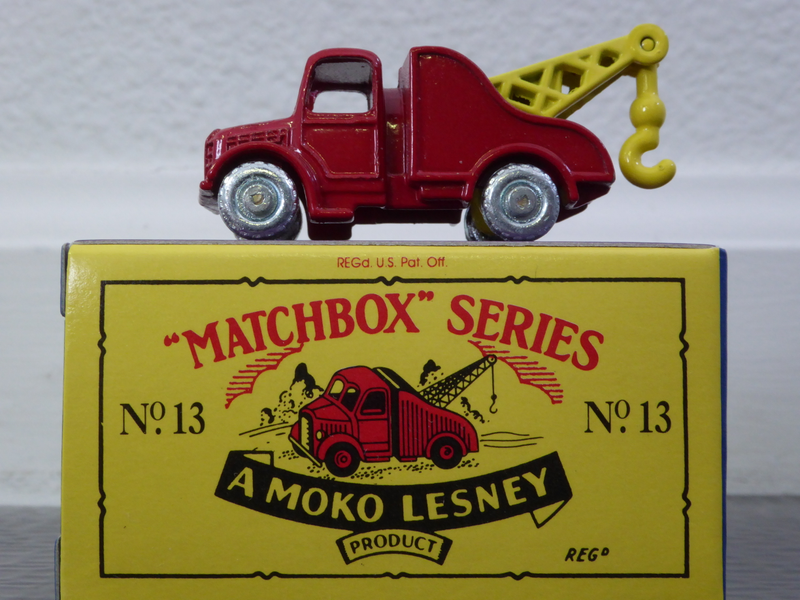 REGd. U.S. Pat. Off.
"MATCHBOX" SERIES
Nº. 13
Nº. 13
A MOKO LESNEY
PRODUCT
REGᴰ